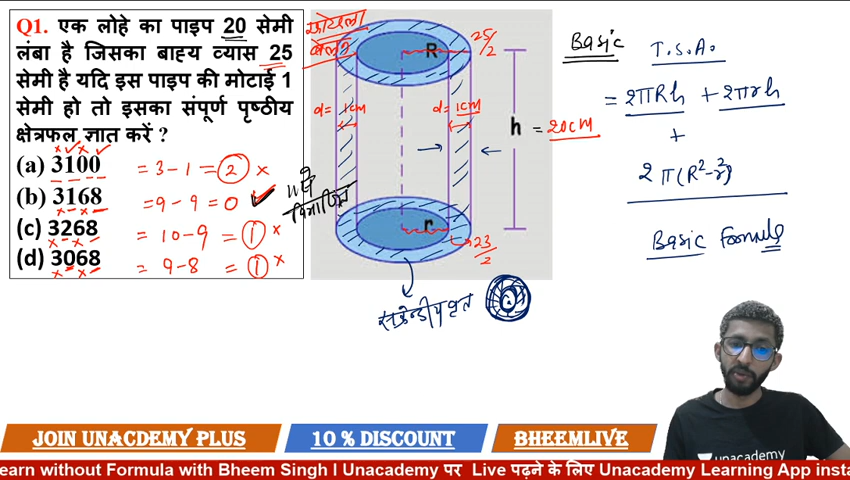 Q1. एक लोहे का पाइप 20 सेमी
लंबा है जिसका बाह्य व्यास 25
सेमी है यदि इस पाइप की मोटाई 1
सेमी हो तो इसका संपूर्ण पृष्ठीय
क्षेत्रफल ज्ञात करें ?
(a) 3100 = 3-1 = 2 ×
(b) 3168 = 9-9 = 0
(c) 3268 = 10-9 = 1 ×
(d) 3068 = 9-8 = 1 ×
25/2
R
d = 1cm
d = 1cm
h = 20cm
r
23/2
Basic T.S.A.
= 2πRh + 2πrh
+
2π(R²-r²)
Basic Formula
unacademy
JOIN UNACDEMY PLUS
10 % DISCOUNT
BHEEMLIVE
earn without Formula with Bheem Singh I Unacademy पर Live पढ़ने के लिए Unacademy Learning App insta